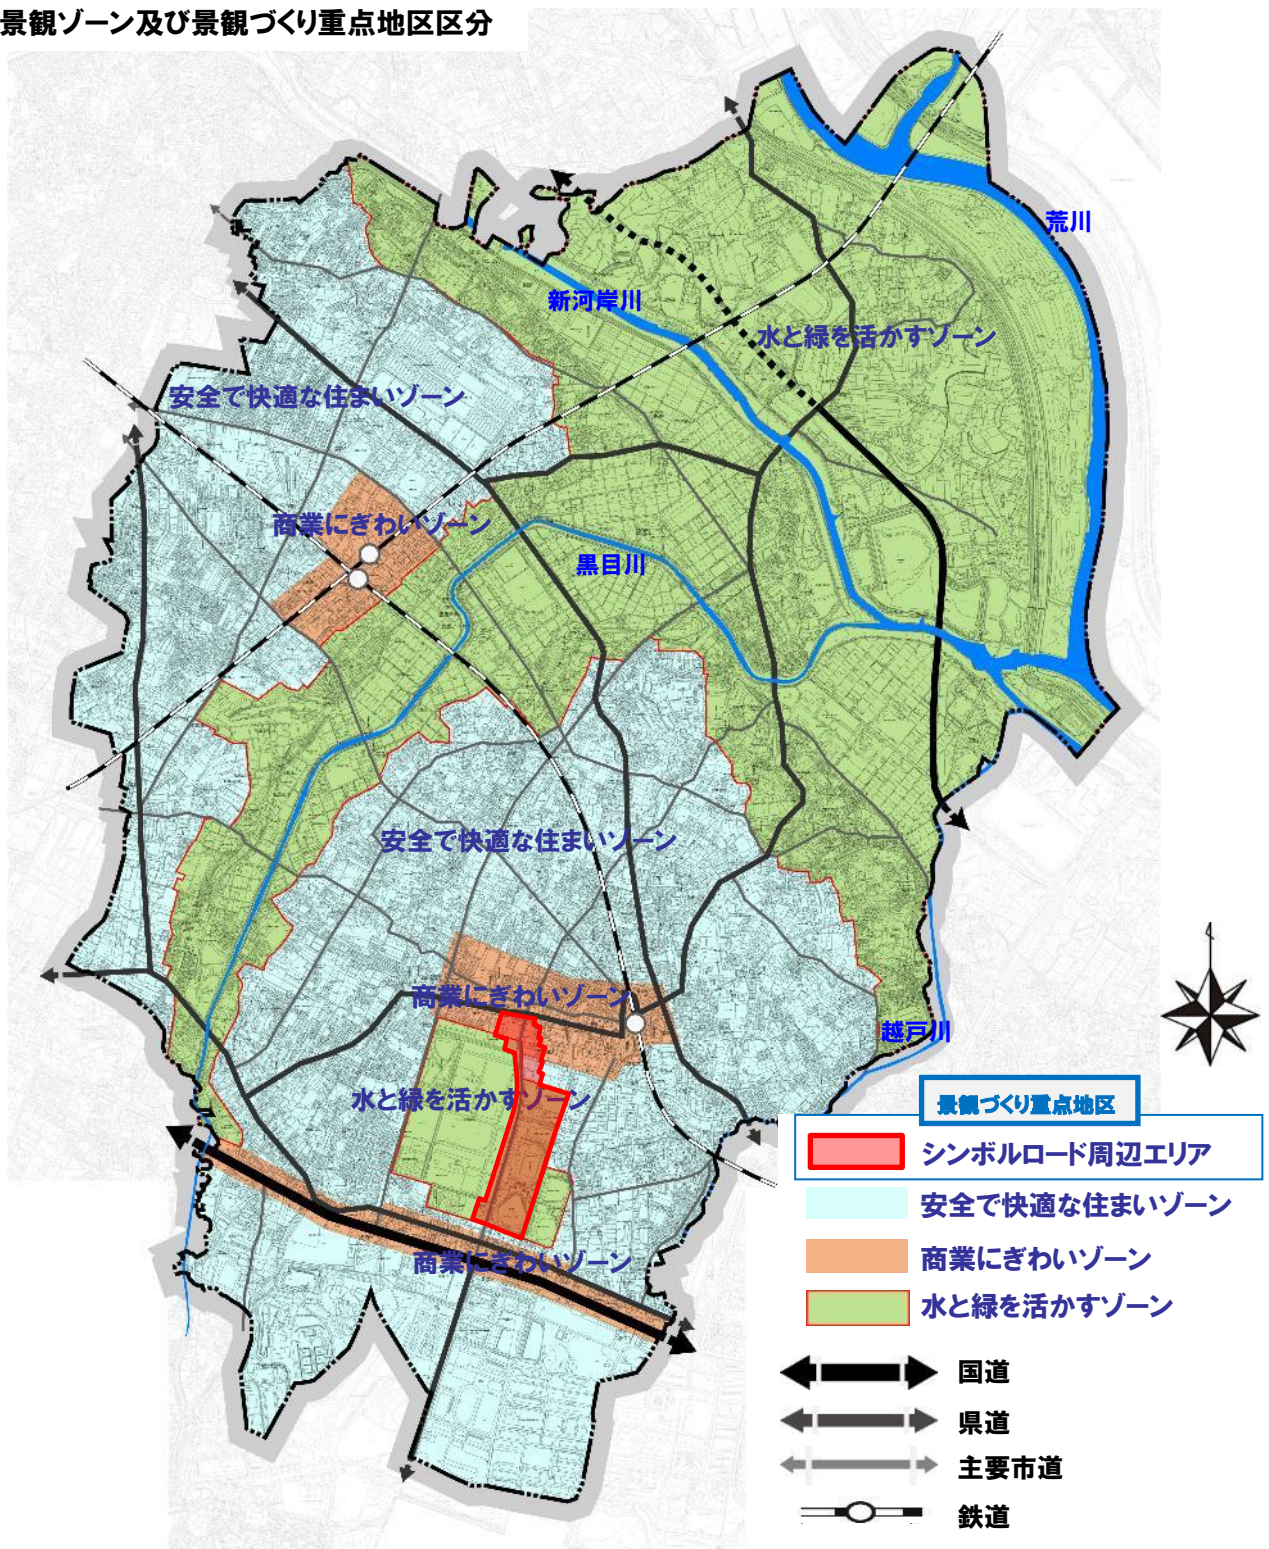 景観ゾーン及び景観づくり重点地区区分
荒川
新河岸川
水と緑を活かすゾーン
安全で快適な住まいゾーン
商業にぎわいゾーン
黒目川
安全で快適な住まいゾーン
商業にぎわいゾーン
越戸川
水と緑を活かすゾーン
商業にぎわいゾーン
景観づくり重点地区
シンボルロード周辺エリア
安全で快適な住まいゾーン
商業にぎわいゾーン
水と緑を活かすゾーン
国道
県道
主要市道
鉄道